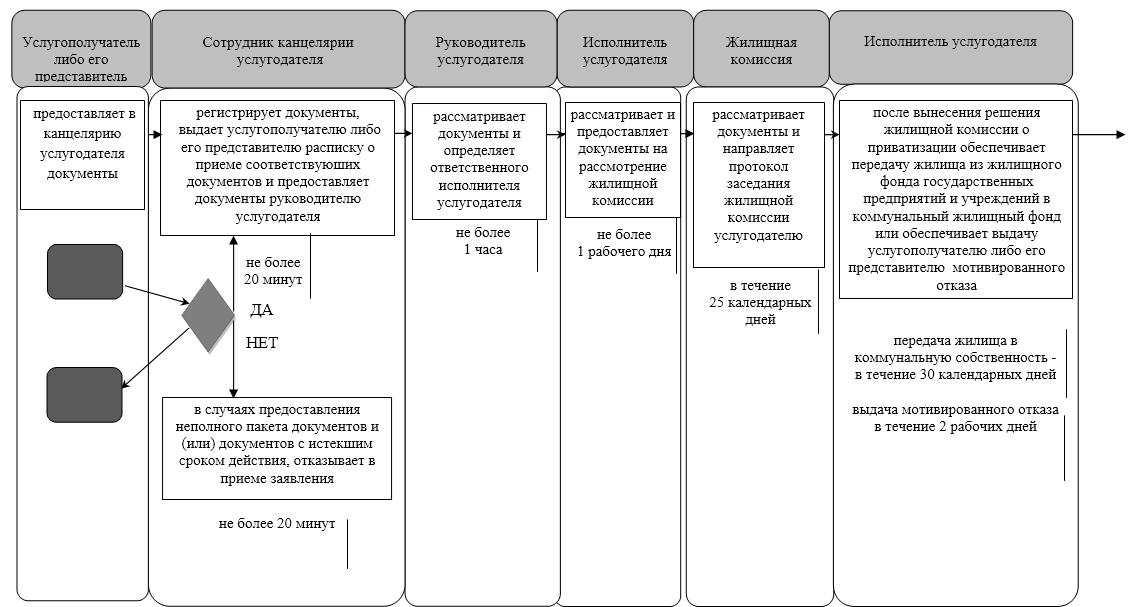 Услугополучатель
либо его
представитель
Сотрудник канцелярии
услугодателя
Руководитель
услугодателя
Исполнитель
услугодателя
Жилищная
комиссия
Исполнитель услугодателя
предоставляет в
канцелярию
услугодателя
документы
регистрирует документы,
выдает услугополучателю либо
его представителю расписку о
приеме соответствуюших
документов и предоставляет
документы руководителю
услугодателя
не более
20 минут
ДА
НЕТ
в случаях предоставления
неполного пакета документов и
(или) документов с истекшим
сроком действия, отказывает в
приеме заявления
не более 20 минут
рассматривает
документы и
определяет
ответственного
исполнителя
услугодателя
не более
1 часа
рассматривает и
предоставляет
документы на
рассмотрение
жилищной
комиссии
не более
1 рабочего дня
рассматривает
документы и
направляет
протокол
заседания
жилищной
комиссии
услугодателю
в течение
25 календарных
дней
после вынесения решения
жилищной комиссии о
приватизации обеспечивает
передачу жилища из жилищного
фонда государственных
предприятий и учреждений в
коммунальный жилищный фонд
или обеспечивает выдачу
услугополучателю либо его
представителю мотивированного
отказа
передача жилища в
коммунальную собственность -
в течение 30 календарных дней
выдача мотивированного отказа
в течение 2 рабочих дней